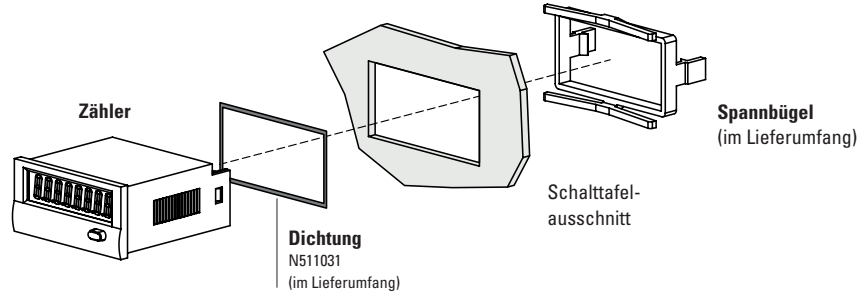 Zähler
Spannbügel
(im Lieferumfang)
Schalttafel-
ausschnitt
Dichtung
N511031
(im Lieferumfang)